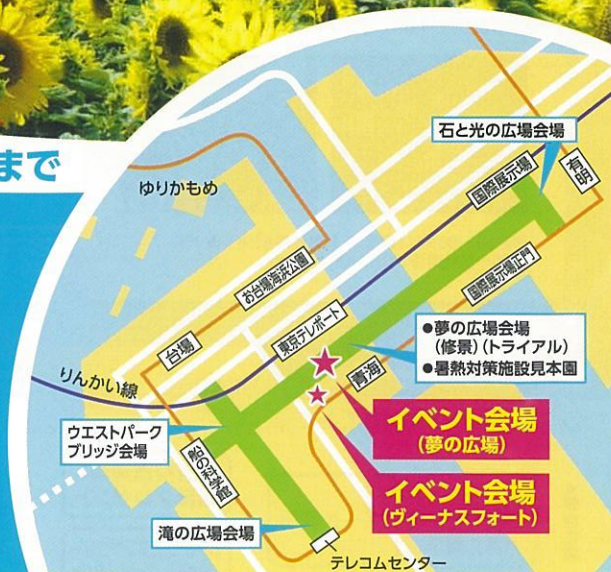 まで
ゆりかもめ
石と光の広場会場
国際展示場
有明
お台場海浜公園
国際展示場正門
台場
東京テレポート
●夢の広場会場
(修景)(トライアル)
●暑熱対策施設見本園
青海
りんかい線
イベント会場
(夢の広場)
ウエストパーク
ブリッジ会場
船の科学館
イベント会場
(ヴィーナスフォート)
滝の広場会場
テレコムセンター